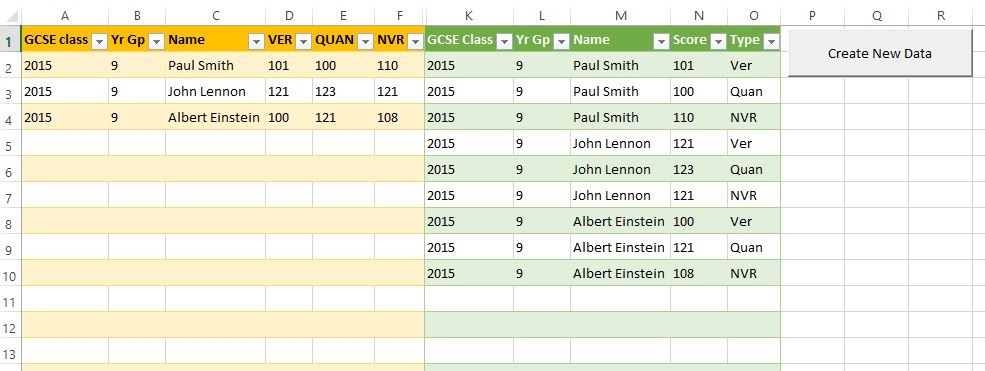 A B C D E F K L M N O P Q R
1 GCSE class Yr Gp Name VER QUAN NVR GCSE Class Yr Gp Name Score Type Create New Data
2 2015 9 Paul Smith 101 100 110 2015 9 Paul Smith 101 Ver
3 2015 9 John Lennon 121 123 121 2015 9 Paul Smith 100 Quan
4 2015 9 Albert Einstein 100 121 108 2015 9 Paul Smith 110 NVR
5 2015 9 John Lennon 121 Ver
6 2015 9 John Lennon 123 Quan
7 2015 9 John Lennon 121 NVR
8 2015 9 Albert Einstein 100 Ver
9 2015 9 Albert Einstein 121 Quan
10 2015 9 Albert Einstein 108 NVR
11
12
13